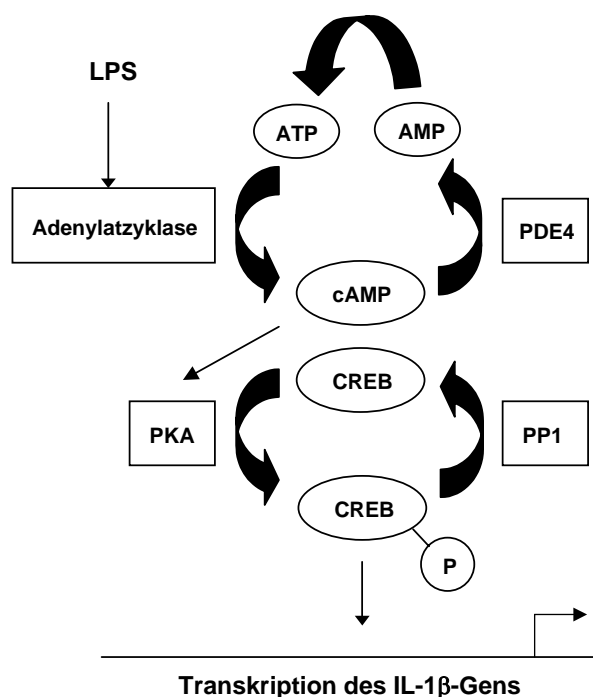 LPS
ATP
AMP
Adenylatzyklase
PDE4
cAMP
CREB
PKA
PP1
CREB
P
Transkription des IL-1β-Gens